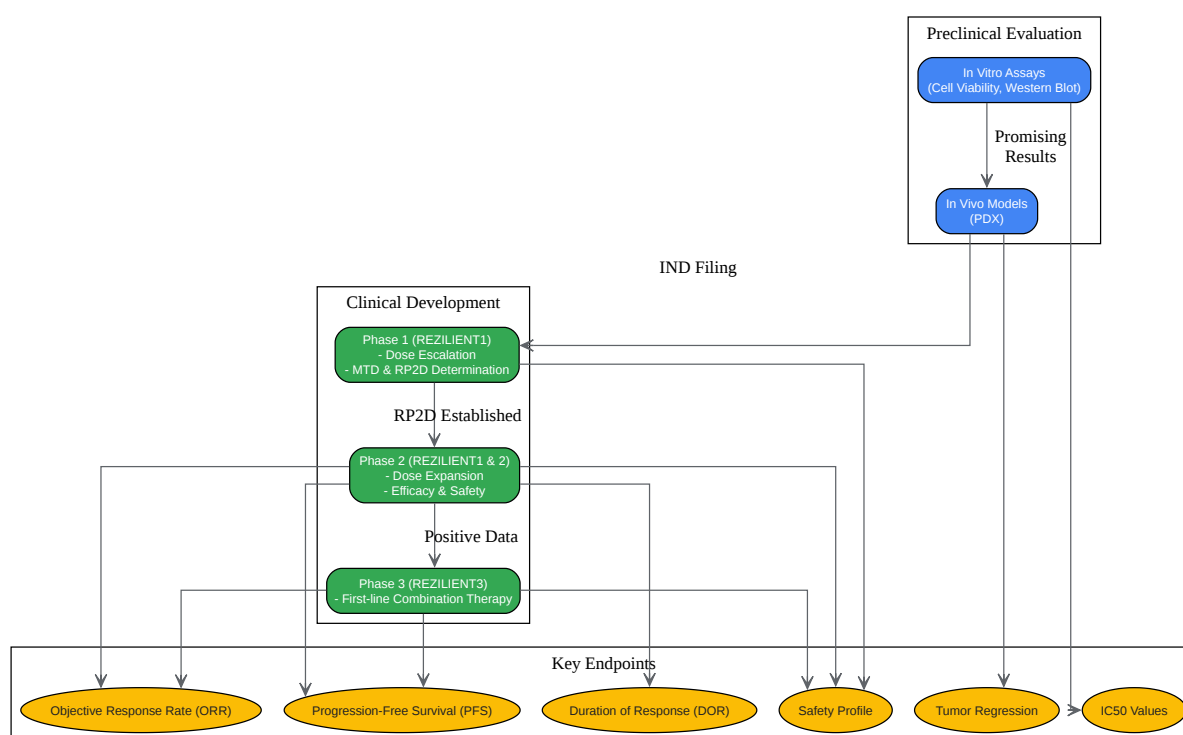 Preclinical Evaluation
In Vitro Assays
(Cell Viability, Western Blot)
Promising
Results
In Vivo Models
(PDX)
IND Filing
Clinical Development
Phase 1 (REZILIENT1)
- Dose Escalation
- MTD & RP2D Determination
RP2D Established
Phase 2 (REZILIENT1 & 2)
- Dose Expansion
- Efficacy & Safety
Positive Data
Phase 3 (REZILIENT3)
- First-line Combination Therapy
Key Endpoints
Objective Response Rate (ORR)
Progression-Free Survival (PFS)
Duration of Response (DOR)
Safety Profile
Tumor Regression
IC50 Values